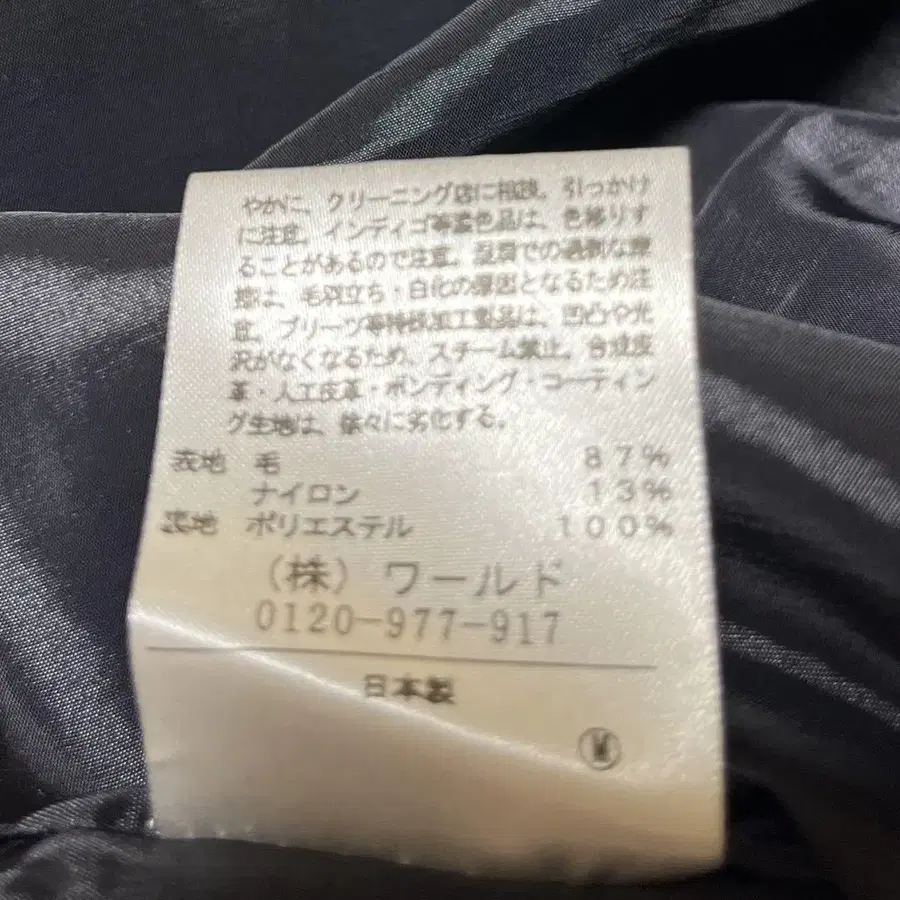 やかに、クリーニング店に相談。引っかけ
に注意。インディゴ等濃色品は、色移りす
ることがあるので注意。記図での過剰な摩
擦は、毛羽立ち・白化の原因となるため注
意。プリーツ等特殊加工製品は、凹凸や光
沢がなくなるため、スチーム禁止。合成皮
革・人工皮革・ボンディング・コーティン
グ生地は、徐々に劣化する。
表地 毛 87%
ナイロン 13%
裏地 ポリエステル 100%
(株) ワールド
0120-977-917
日本製
M